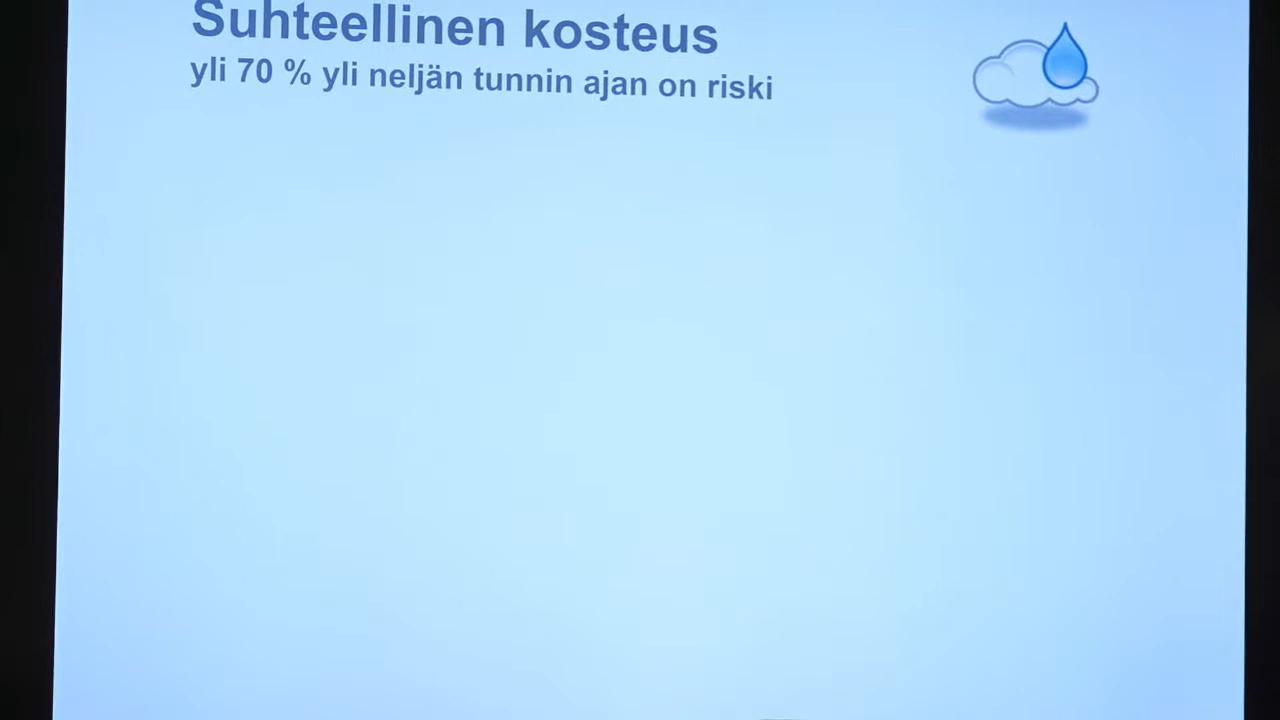 Suhteellinen kosteus
yli 70 % yli neljän tunnin ajan on riski